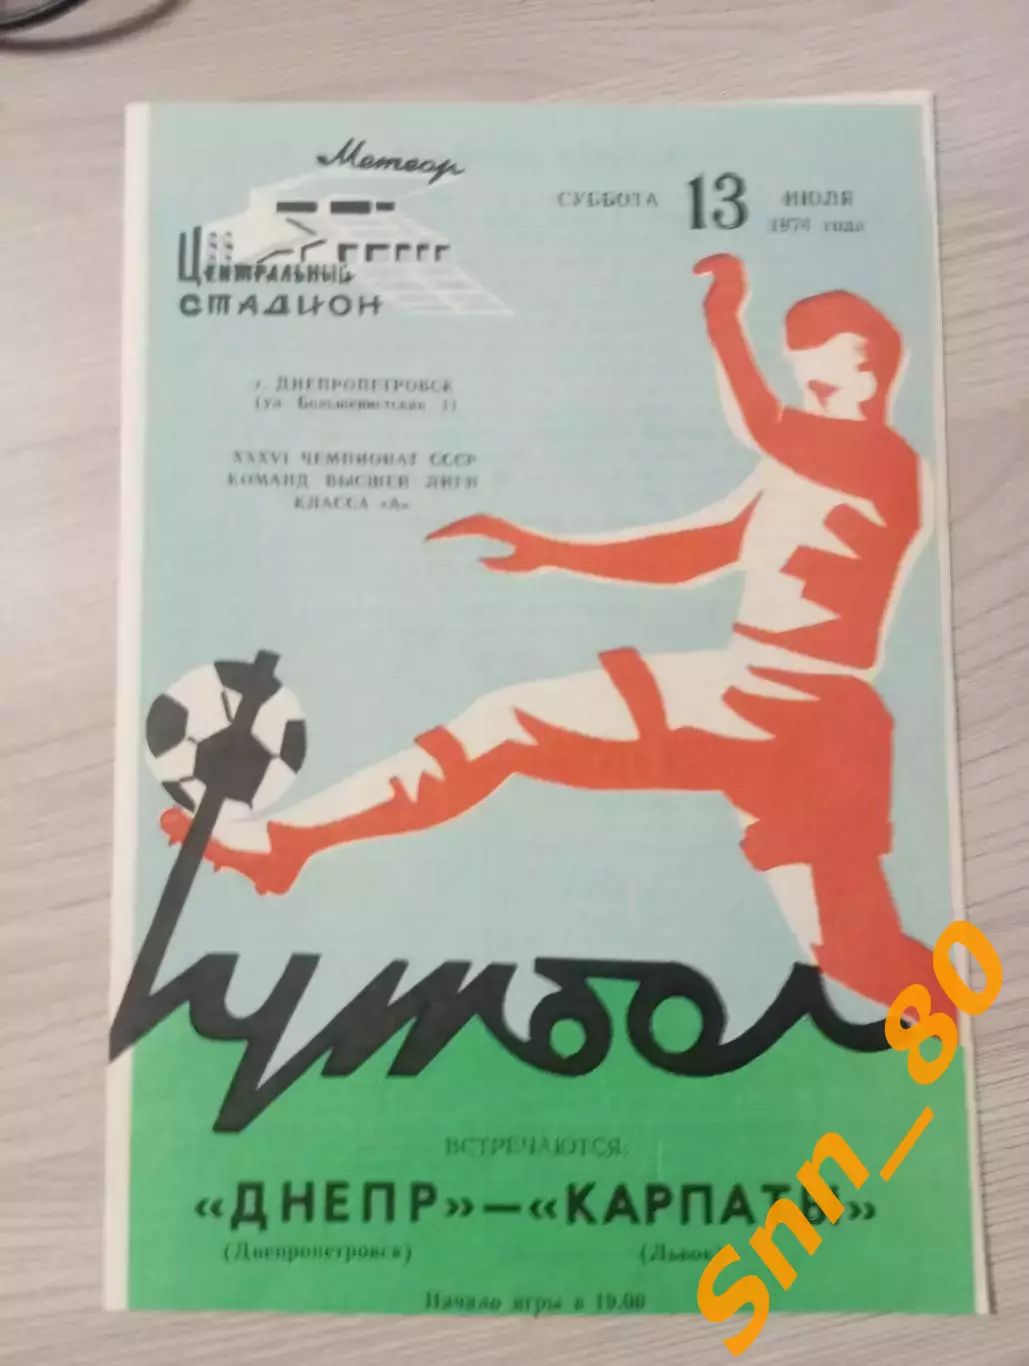 Метеор
Центральный
СТАДИОН
СУББОТА 13 ИЮЛЯ
1974 года
г. ДНЕПРОПЕТРОВСК
(ул. Большевистская 1)
XXXVI ЧЕМПИОНАТ СССР
КОМАНД ВЫСШЕЙ ЛИГИ
КЛАССА «А»
Футбол
ВСТРЕЧАЮТСЯ:
«ДНЕПР»—«КАРПАТЫ»
(Днепропетровск) (Львов)
Начало игры в 19.00
Snn_80